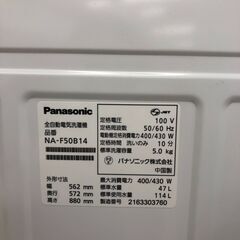 Panasonic
全自動電気洗濯機
品番
NA-F50B14
外形寸法
幅 562 mm
奥行 572 mm
高さ 880 mm
JET
定格電圧 100 V
定格周波数 50/60 Hz
電動機定格消費電力 400/430 W
定格時間 洗いのみ 10 分
標準洗濯容量 5.0 kg
パナソニック株式会社
中国製
最大消費電力 400/430 W
標準水量 47 L
標準使用水量 114 L
製造番号 2163303760